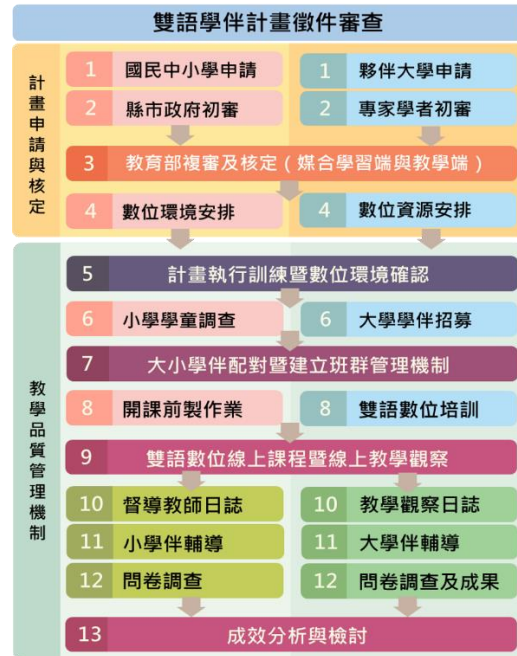 雙語學伴計畫徵件審查
計畫申請與核定
1 國民中小學申請
1 夥伴大學申請
2 縣市政府初審
2 專家學者初審
3 教育部複審及核定(媒合學習端與教學端)
4 數位環境安排
4 數位資源安排
教學品質管理機制
5 計畫執行訓練暨數位環境確認
6 小學學童調查
6 大學學伴招募
7 大小學伴配對暨建立班群管理機制
8 開課前製作業
8 雙語數位培訓
9 雙語數位線上課程暨線上教學觀察
10 督導教師日誌
10 教學觀察日誌
11 小學伴輔導
11 大學伴輔導
12 問卷調查
12 問卷調查及成果
13 成效分析與檢討